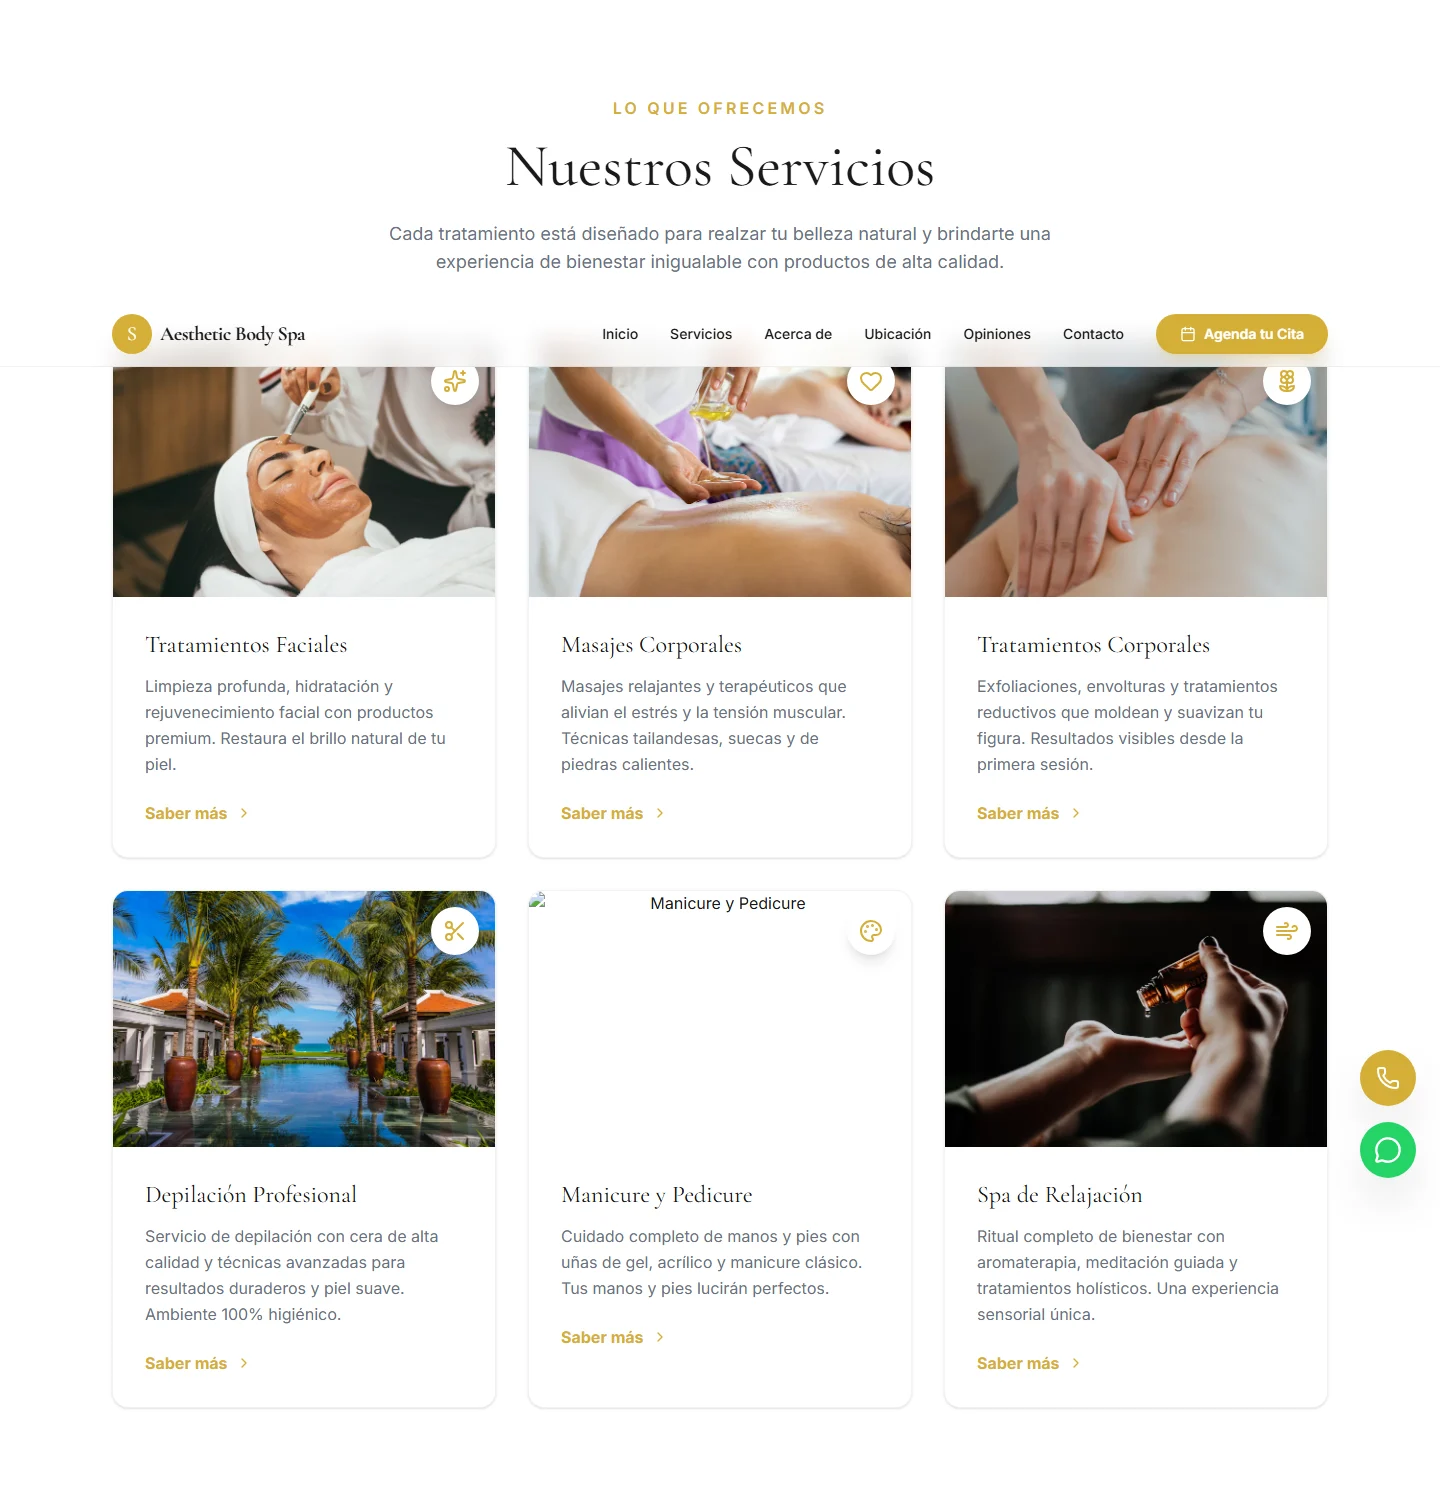 LO QUE OFRECEMOS
Nuestros Servicios
Cada tratamiento está diseñado para realzar tu belleza natural y brindarte una
experiencia de bienestar inigualable con productos de alta calidad.
S Aesthetic Body Spa Inicio Servicios Acerca de Ubicación Opiniones Contacto Agenda tu Cita
Tratamientos Faciales
Limpieza profunda, hidratación y
rejuvenecimiento facial con productos
premium. Restaura el brillo natural de tu
piel.
Saber más
Masajes Corporales
Masajes relajantes y terapéuticos que
alivian el estrés y la tensión muscular.
Técnicas tailandesas, suecas y de
piedras calientes.
Saber más
Tratamientos Corporales
Exfoliaciones, envolturas y tratamientos
reductivos que moldean y suavizan tu
figura. Resultados visibles desde la
primera sesión.
Saber más
Depilación Profesional
Servicio de depilación con cera de alta
calidad y técnicas avanzadas para
resultados duraderos y piel suave.
Ambiente 100% higiénico.
Saber más
Manicure y Pedicure
Manicure y Pedicure
Cuidado completo de manos y pies con
uñas de gel, acrílico y manicure clásico.
Tus manos y pies lucirán perfectos.
Saber más
Spa de Relajación
Ritual completo de bienestar con
aromaterapia, meditación guiada y
tratamientos holísticos. Una experiencia
sensorial única.
Saber más